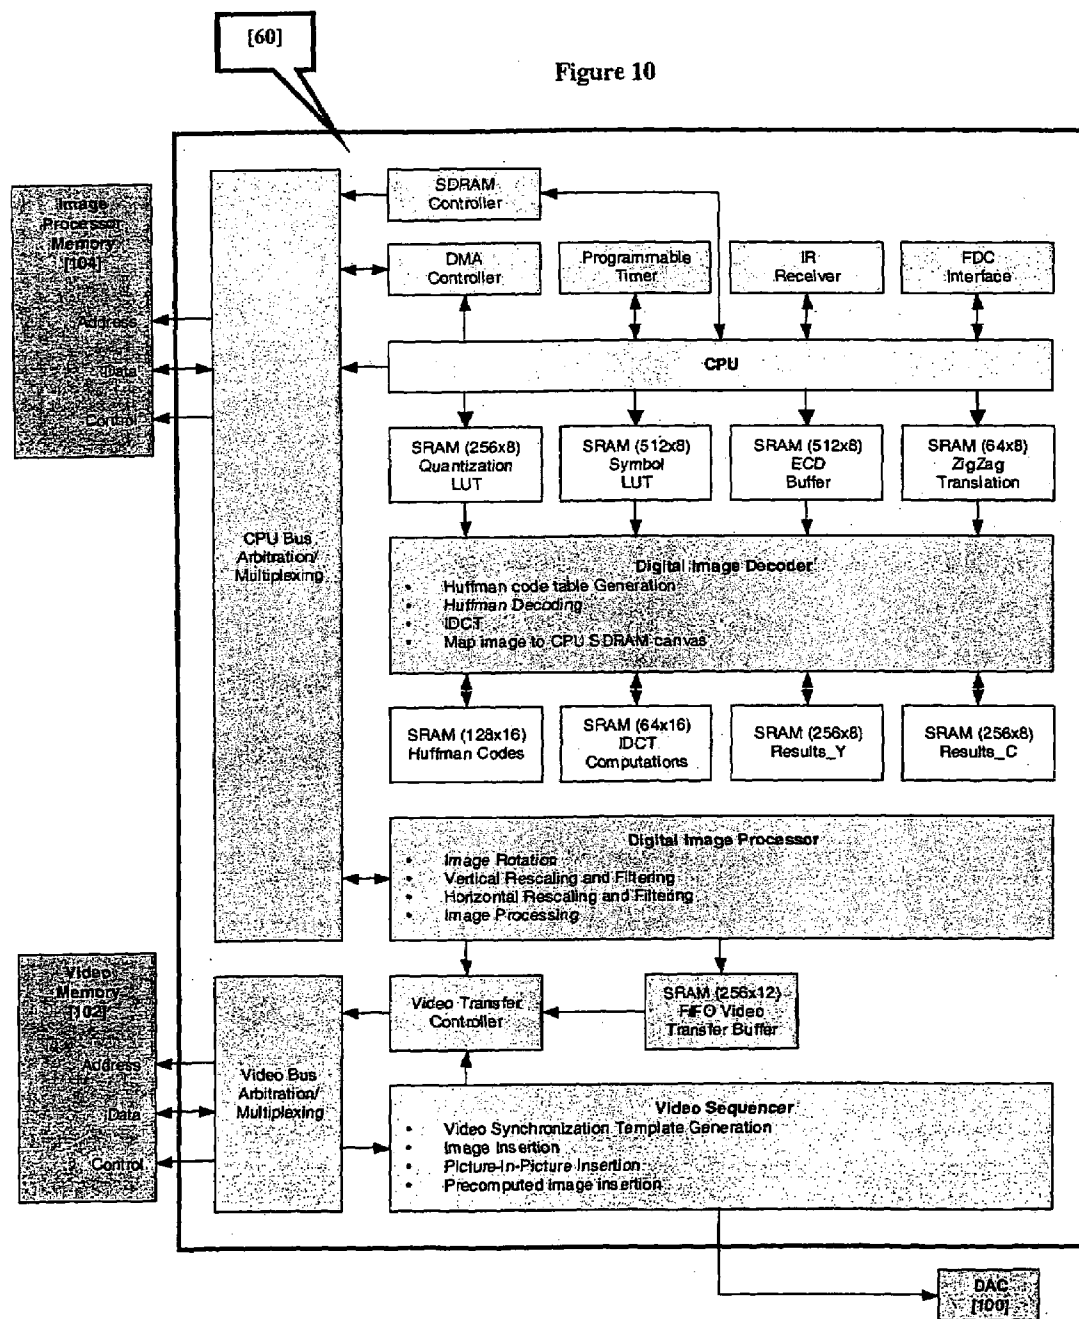 [60]
Figure 10
Image
Processor
Memory
[104]
Address
Data
Control
CPU Bus
Arbitration/
Multiplexing
SDRAM
Controller
DMA
Controller
Programmable
Timer
IR
Receiver
FDC
Interface
CPU
SRAM (256x8)
Quantization
LUT
SRAM (512x8)
Symbol
LUT
SRAM (512x8)
ECD
Buffer
SRAM (64x8)
ZigZag
Translation
Digital Image Decoder
• Huffman code table Generation
• Huffman Decoding
• IDCT
• Map image to CPU SDRAM canvas
SRAM (128x16)
Huffman Codes
SRAM (64x16)
IDCT
Computations
SRAM (256x8)
Results_Y
SRAM (256x8)
Results_C
Digital Image Processor
• Image Rotation
• Vertical Rescaling and Filtering
• Horizontal Rescaling and Filtering
• Image Processing
Video
Memory
[102]
Address
Data
Control
Video Bus
Arbitration/
Multiplexing
Video Transfer
Controller
SRAM (256x12)
FIFO Video
Transfer Buffer
Video Sequencer
• Video Synchronization Template Generation
• Image Insertion
• Picture-In-Picture Insertion
• Precomputed image insertion
DAC
[100]